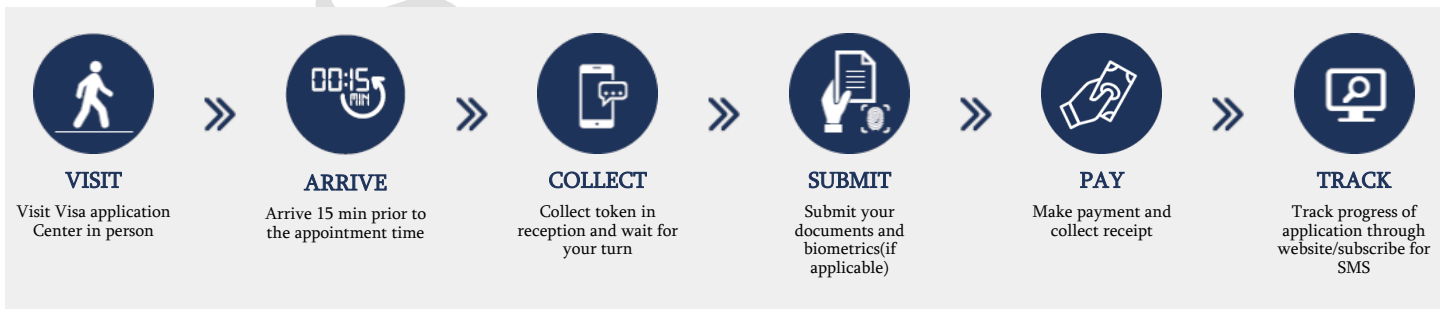 00:15
MIN
VISIT
Visit Visa application
Center in person
ARRIVE
Arrive 15 min prior to
the appointment time
COLLECT
Collect token in
reception and wait for
your turn
SUBMIT
Submit your
documents and
biometrics(if
applicable)
PAY
Make payment and
collect receipt
TRACK
Track progress of
application through
website/subscribe for
SMS